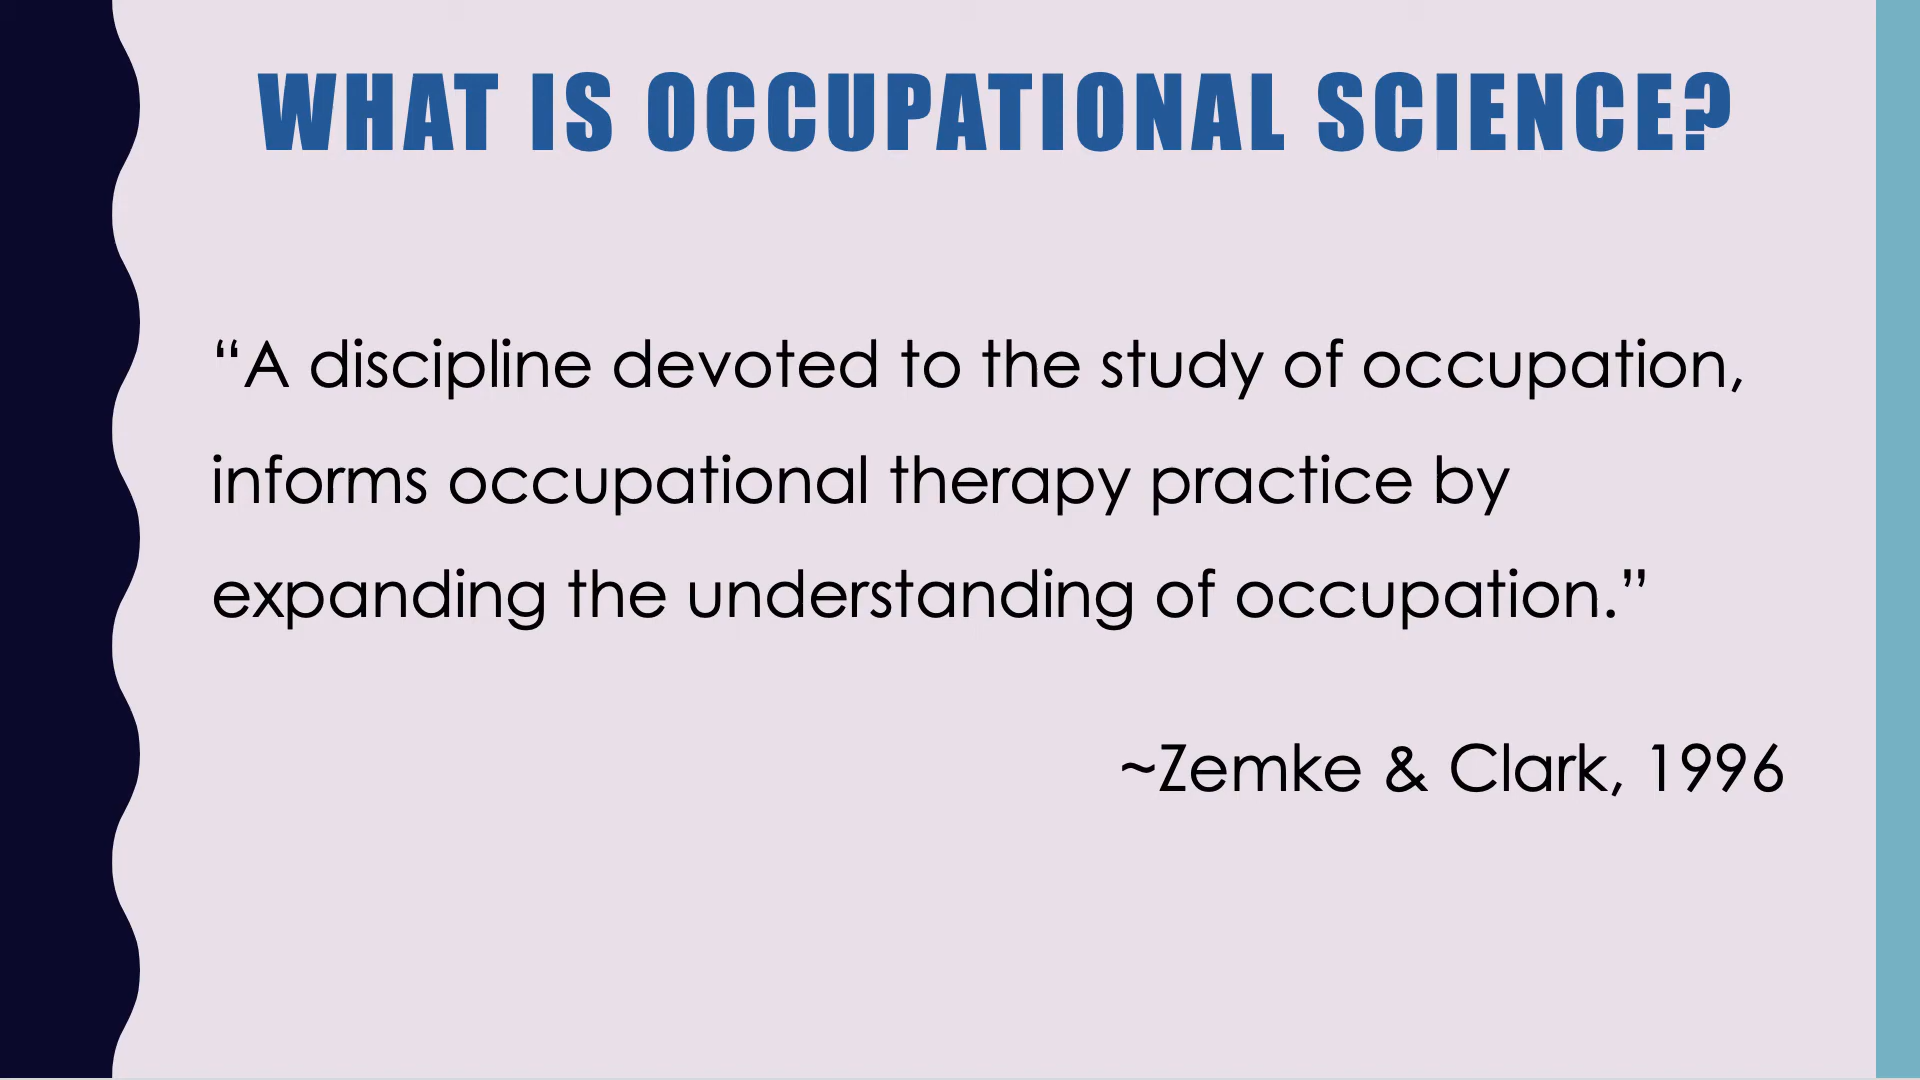 WHAT IS OCCUPATIONAL SCIENCE?
“A discipline devoted to the study of occupation,
informs occupational therapy practice by
expanding the understanding of occupation.”
~Zemke & Clark, 1996